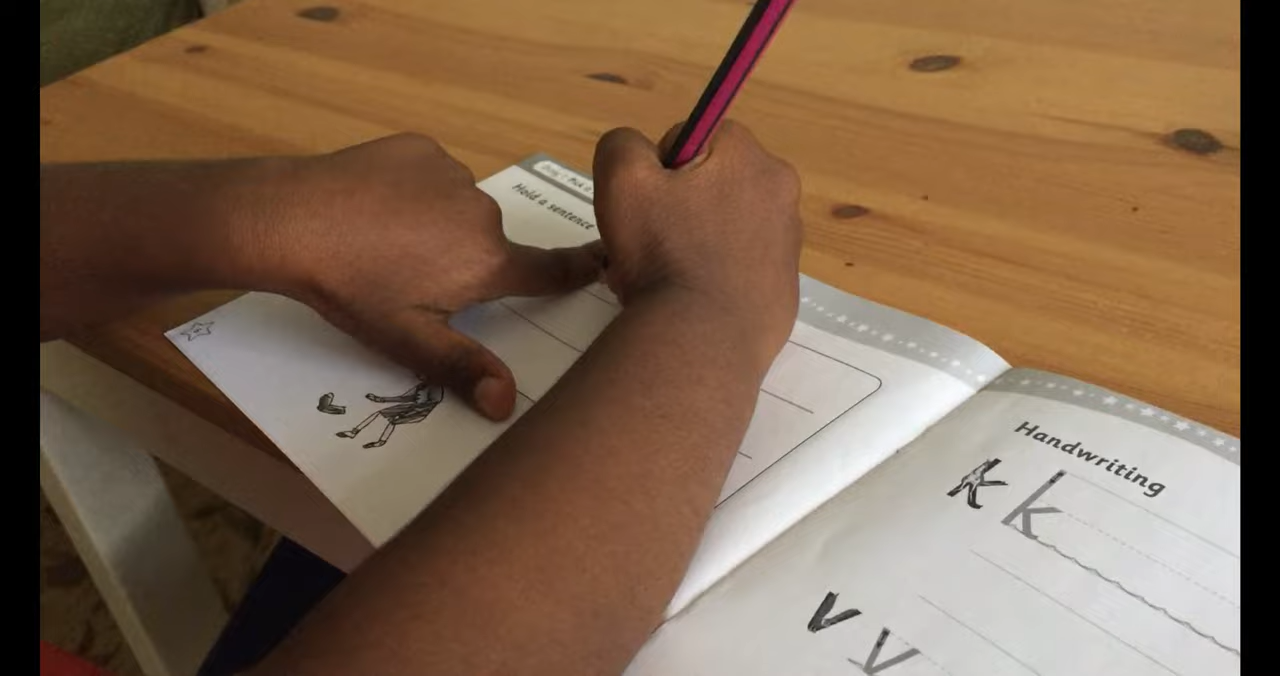 Hold a sentence
Handwriting
k k
v v